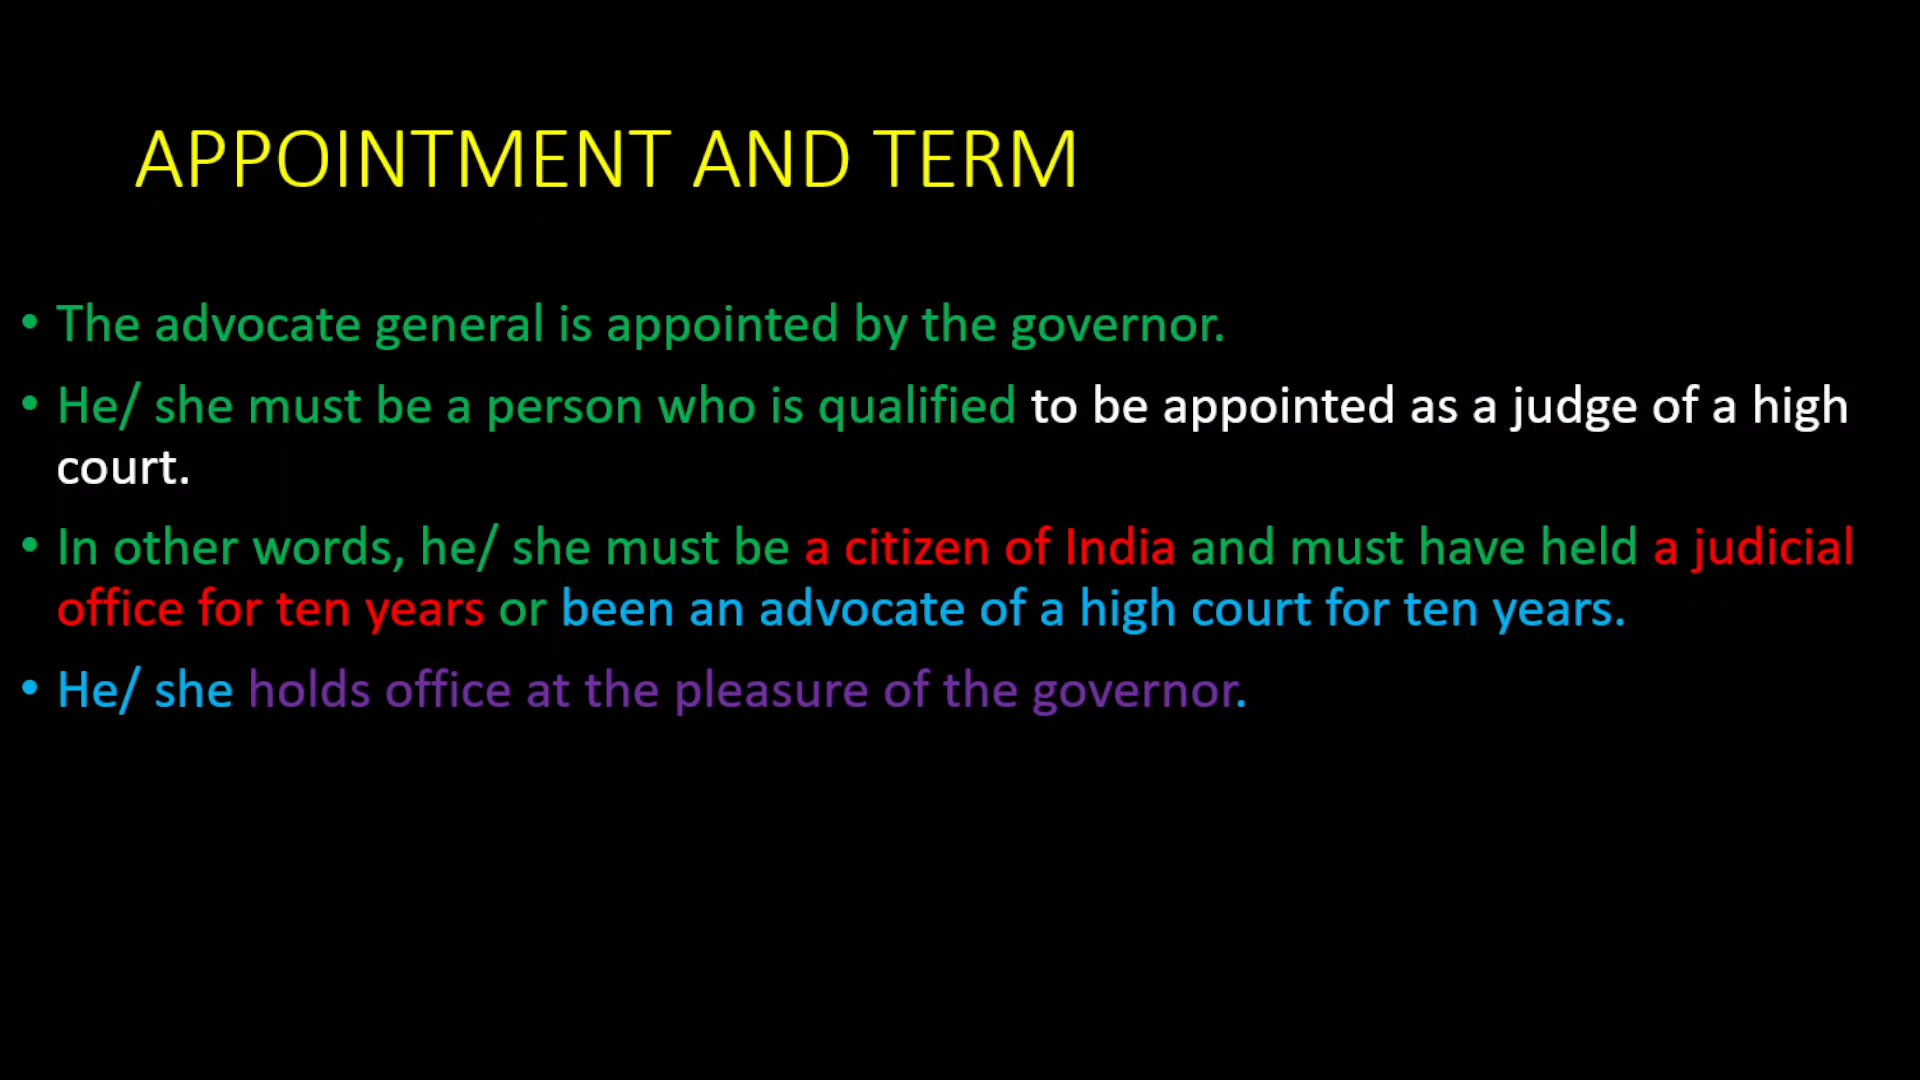 APPOINTMENT AND TERM
• The advocate general is appointed by the governor.
• He/ she must be a person who is qualified to be appointed as a judge of a high
court.
• In other words, he/ she must be a citizen of India and must have held a judicial
office for ten years or been an advocate of a high court for ten years.
• He/ she holds office at the pleasure of the governor.